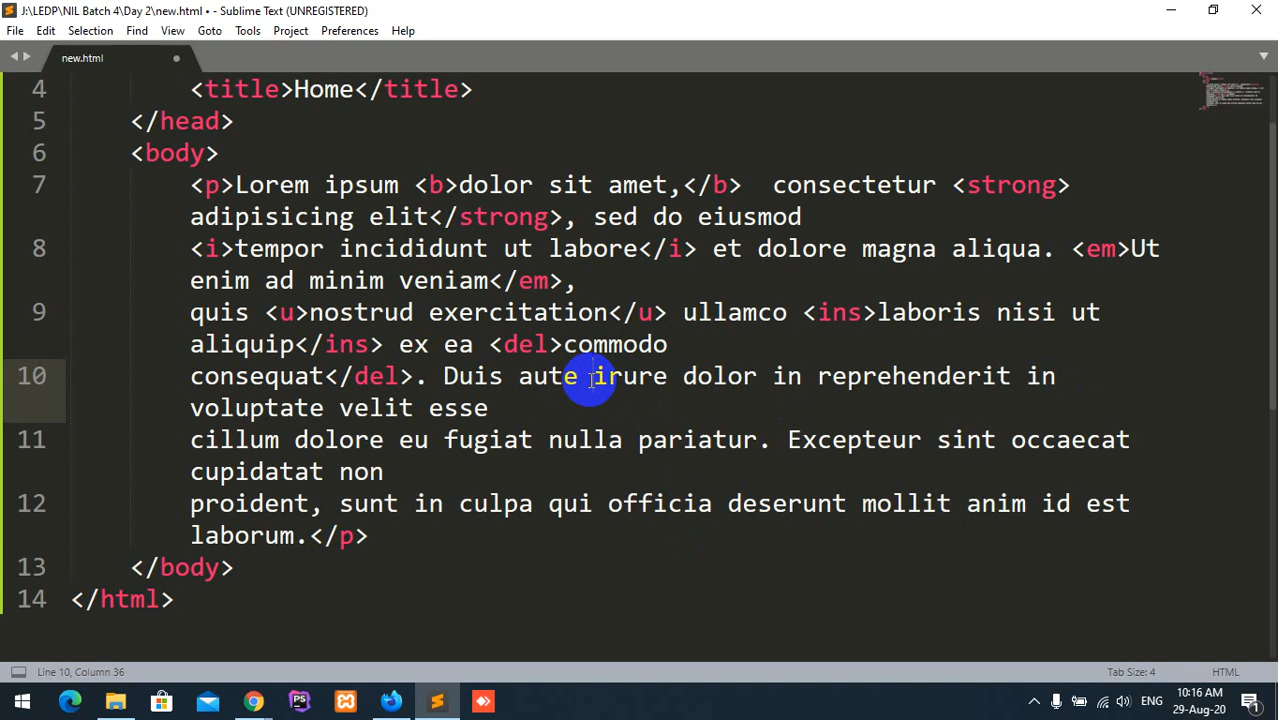 J:\LEDP\NIL Batch 4\Day 2\new.html • - Sublime Text (UNREGISTERED)
File Edit Selection Find View Goto Tools Project Preferences Help
new.html
4 <title>Home</title>
5 </head>
6 <body>
7 <p>Lorem ipsum <b>dolor sit amet,</b>  consectetur <strong>
adipisicing elit</strong>, sed do eiusmod
8 <i>tempor incididunt ut labore</i> et dolore magna aliqua. <em>Ut
enim ad minim veniam</em>,
9 quis <u>nostrud exercitation</u> ullamco <ins>laboris nisi ut
aliquip</ins> ex ea <del>commodo
10 consequat</del>. Duis aute irure dolor in reprehenderit in
voluptate velit esse
11 cillum dolore eu fugiat nulla pariatur. Excepteur sint occaecat
cupidatat non
12 proident, sunt in culpa qui officia deserunt mollit anim id est
laborum.</p>
13 </body>
14 </html>
Line 10, Column 36 Tab Size: 4 HTML
ENG 10:16 AM
29-Aug-20